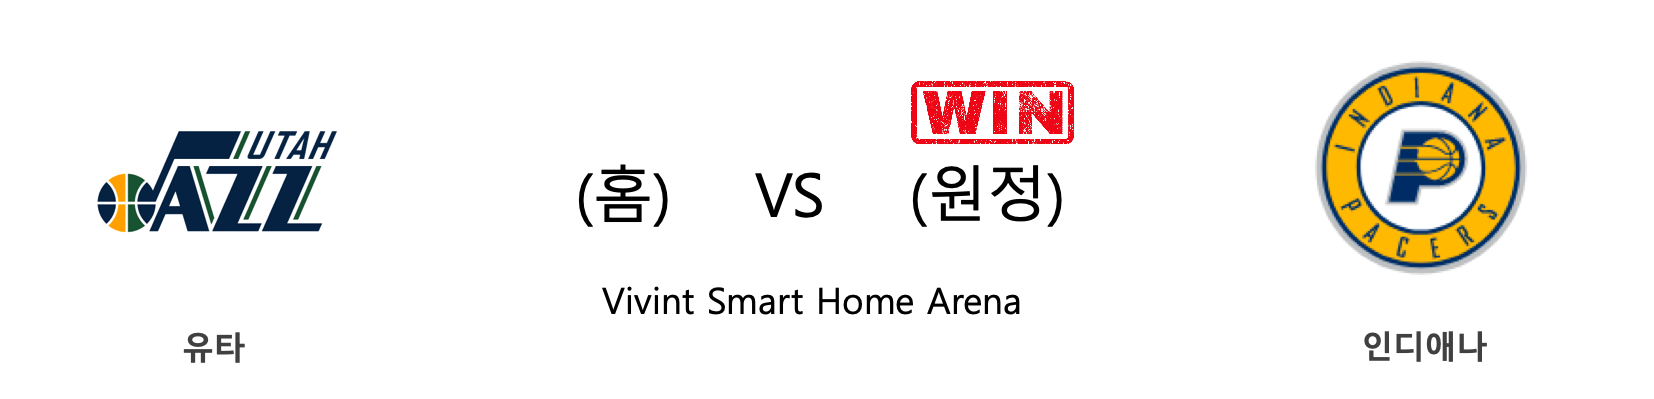 UTAH
JAZZ
유타
WIN
(홈) VS (원정)
Vivint Smart Home Arena
INDIANA
PACERS
인디애나